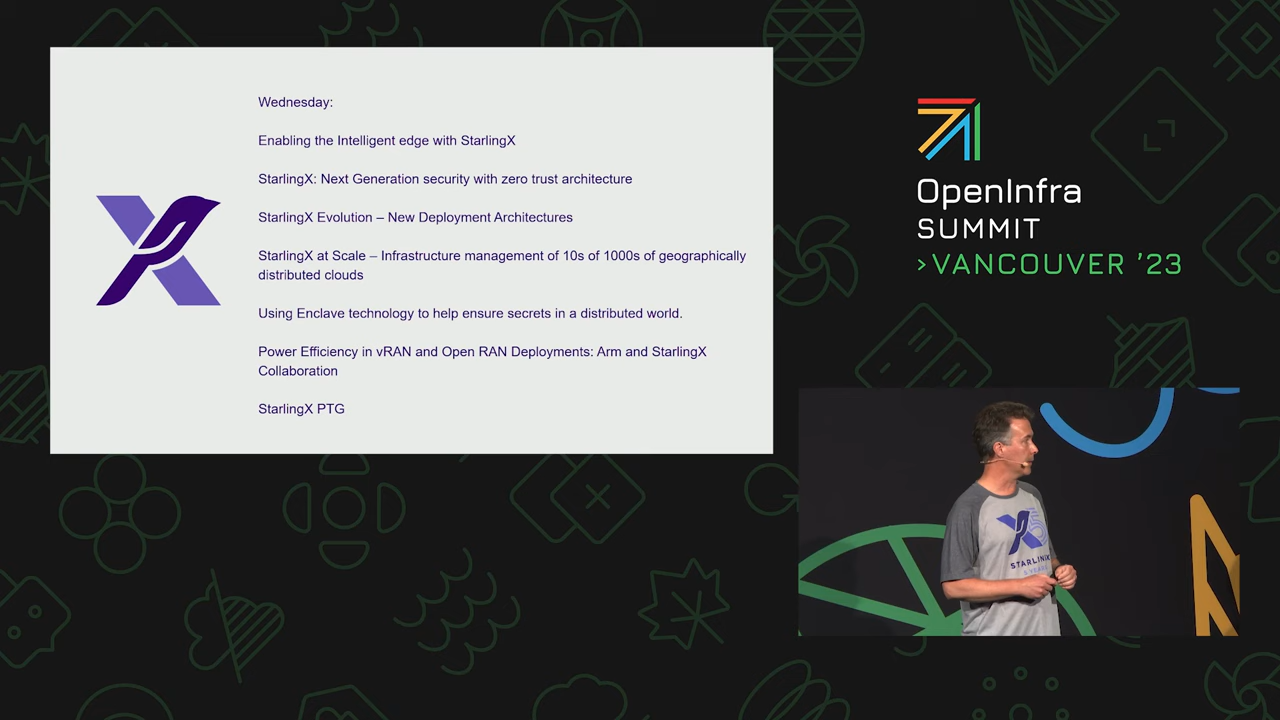 Wednesday:
Enabling the Intelligent edge with StarlingX
StarlingX: Next Generation security with zero trust architecture
StarlingX Evolution – New Deployment Architectures
StarlingX at Scale – Infrastructure management of 10s of 1000s of geographically
distributed clouds
Using Enclave technology to help ensure secrets in a distributed world.
Power Efficiency in vRAN and Open RAN Deployments: Arm and StarlingX
Collaboration
StarlingX PTG
OpenInfra
SUMMIT
>VANCOUVER ’23
X5
STARLINGX
5 YEARS